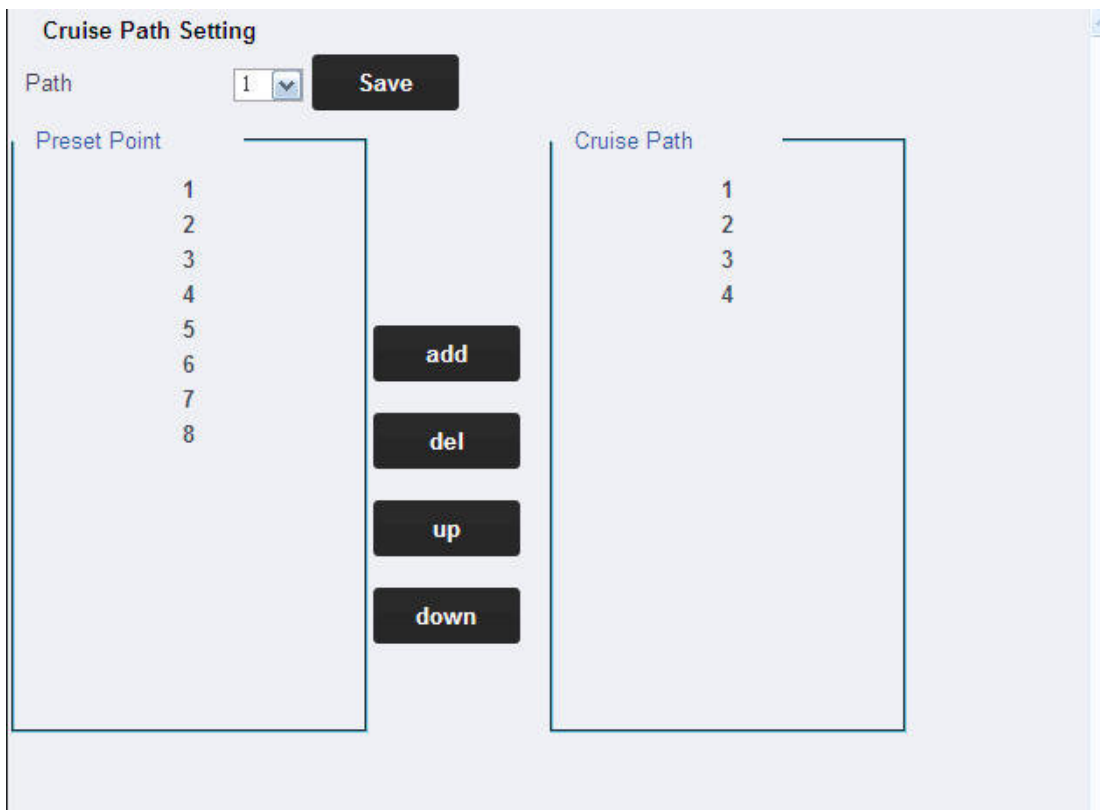 Cruise Path Setting
Path 1 Save
Preset Point
1
2
3
4
5
6
7
8
add
del
up
down
Cruise Path
1
2
3
4